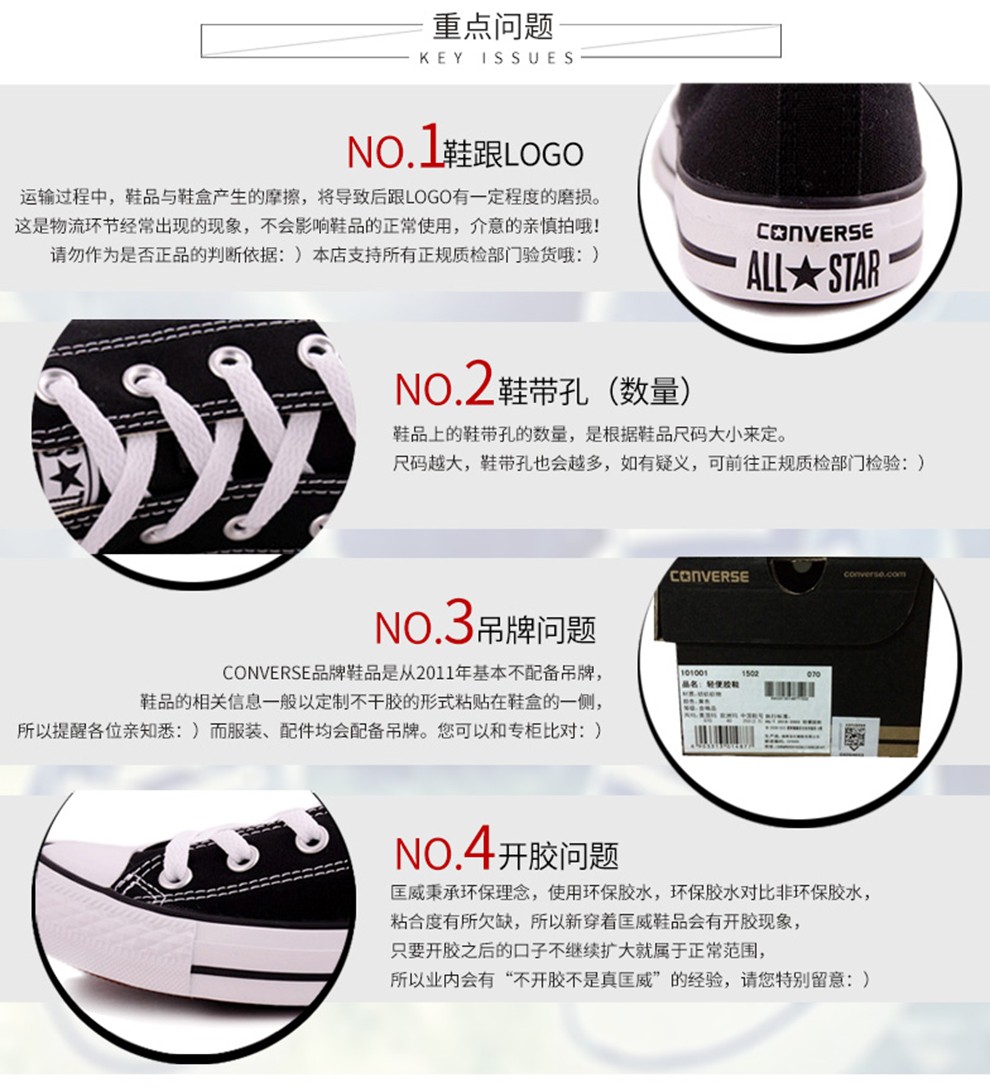 重点问题
KEY ISSUES
NO.1鞋跟LOGO
运输过程中，鞋品与鞋盒产生的摩擦，将导致后跟LOGO有一定程度的磨损。
这是物流环节经常出现的现象，不会影响鞋品的正常使用，介意的亲慎拍哦！
请勿作为是否正品的判断依据：）本店支持所有正规质检部门验货哦：）
CONVERSE
ALL★STAR
NO.2鞋带孔（数量）
鞋品上的鞋带孔的数量，是根据鞋品尺码大小来定。
尺码越大，鞋带孔也会越多，如有疑义，可前往正规质检部门检验：）
NO.3吊牌问题
CONVERSE品牌鞋品是从2011年基本不配备吊牌，
鞋品的相关信息一般以定制不干胶的形式粘贴在鞋盒的一侧，
所以提醒各位亲知悉：）而服装、配件均会配备吊牌。您可以和专柜比对：）
CONVERSE converse.com
101001 1502 070
品名：轻便胶鞋
NO.4开胶问题
匡威秉承环保理念，使用环保胶水，环保胶水对比非环保胶水，
粘合度有所欠缺，所以新穿着匡威鞋品会有开胶现象，
只要开胶之后的口子不继续扩大就属于正常范围，
所以业内会有“不开胶不是真匡威”的经验，请您特别留意：）